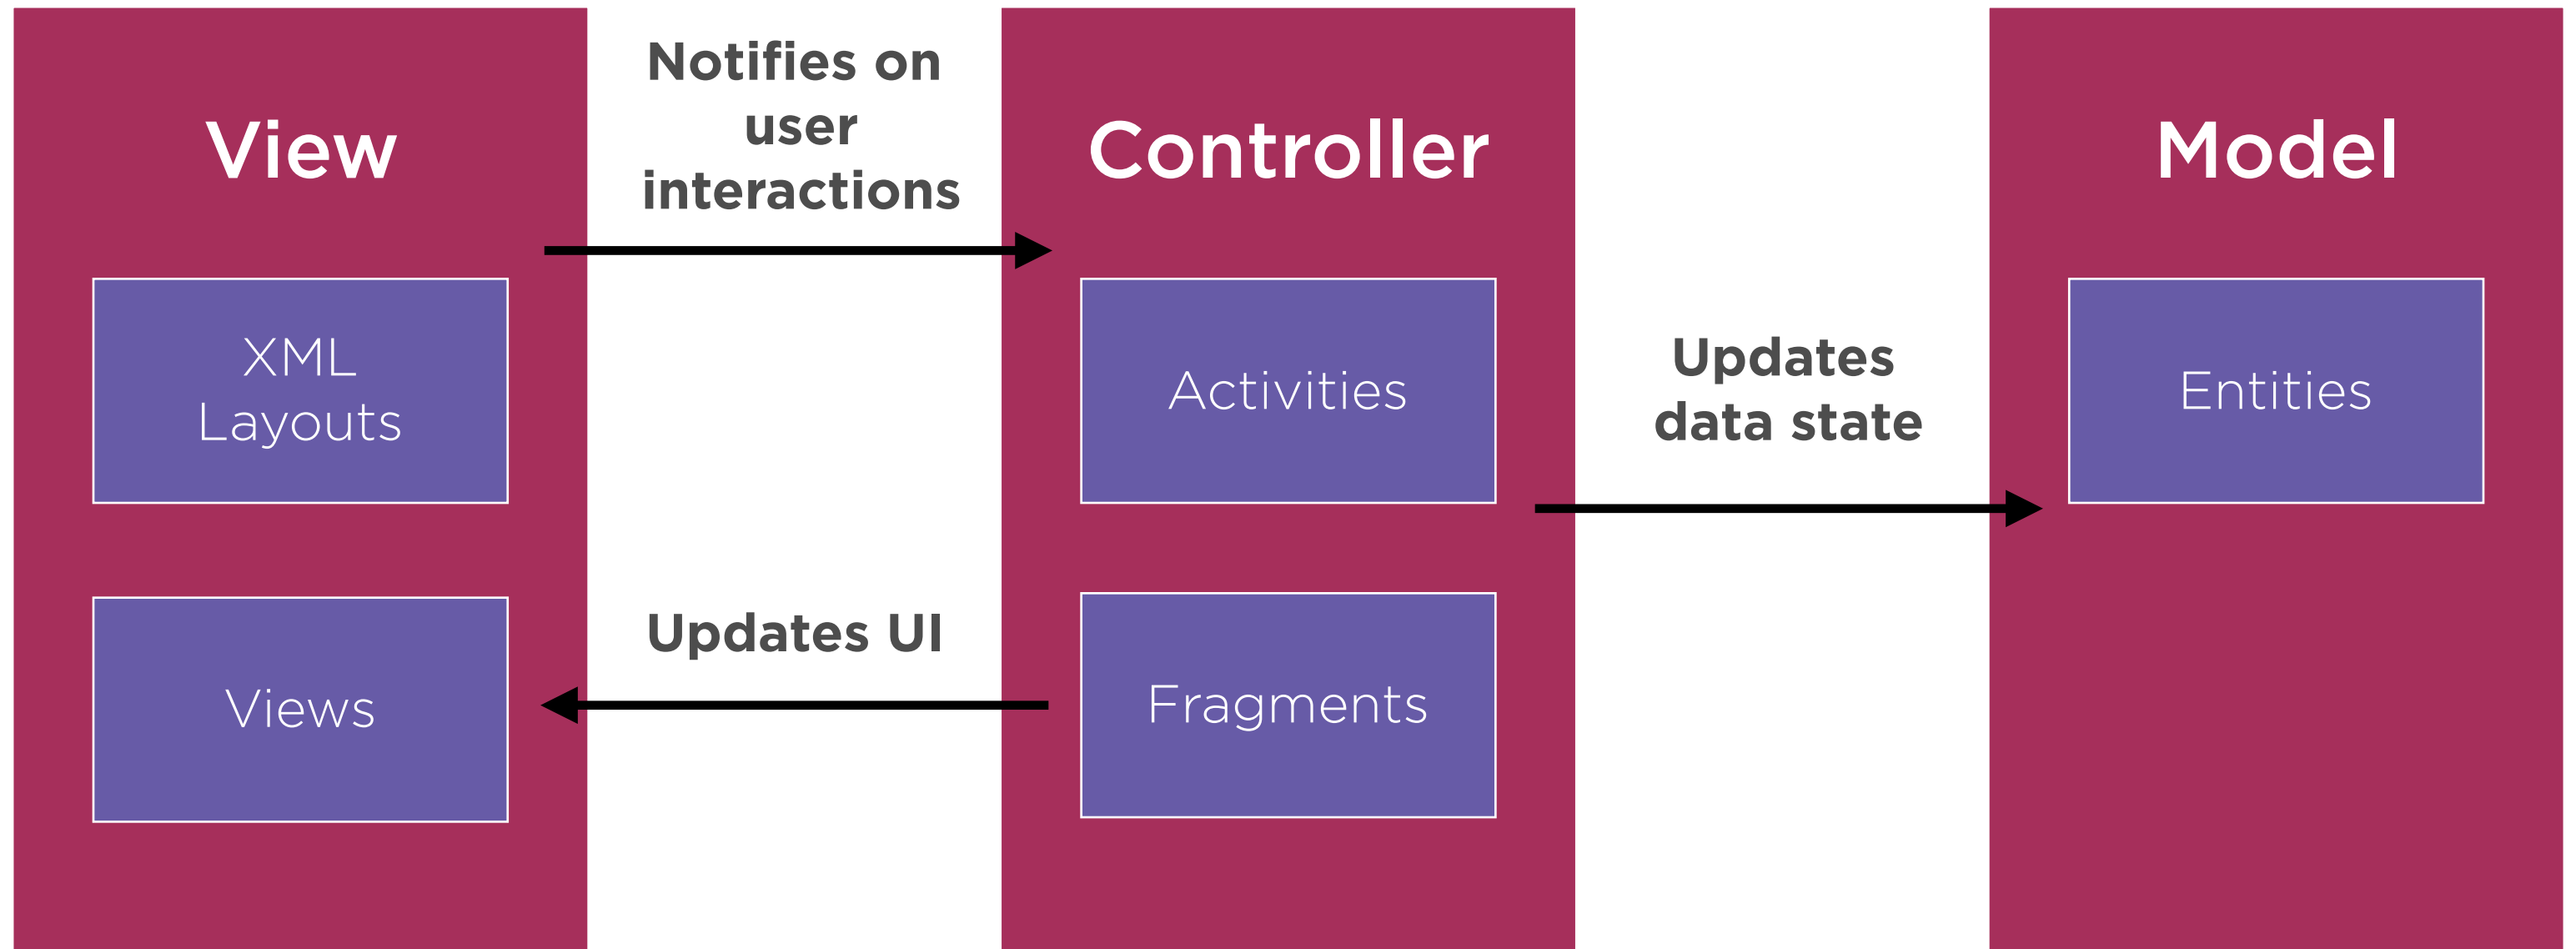 View
XML
Layouts
Views
Notifies on
user
interactions
Updates UI
Controller
Activities
Fragments
Updates
data state
Model
Entities